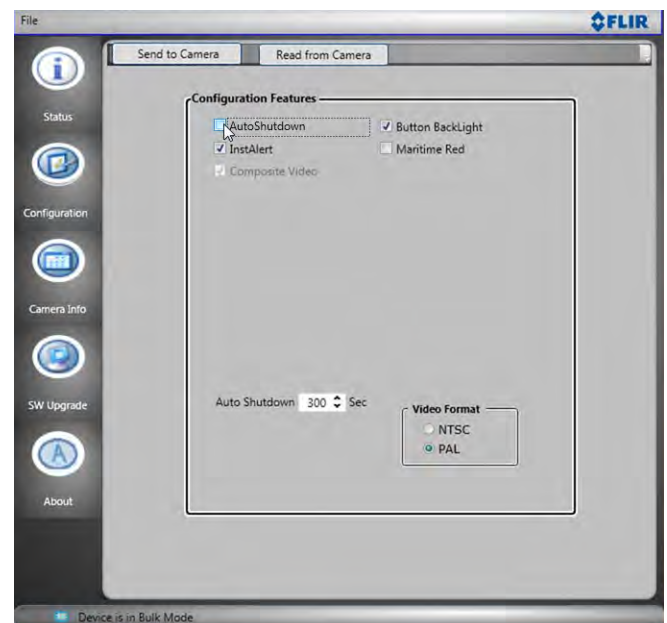 File
FLIR
Send to Camera
Read from Camera
Status
Configuration
Camera Info
SW Upgrade
A
About
Configuration Features
AutoShutdown
Button BackLight
InstAlert
Maritime Red
Composite Video
Auto Shutdown 300 Sec
Video Format
NTSC
PAL
Device is in Bulk Mode